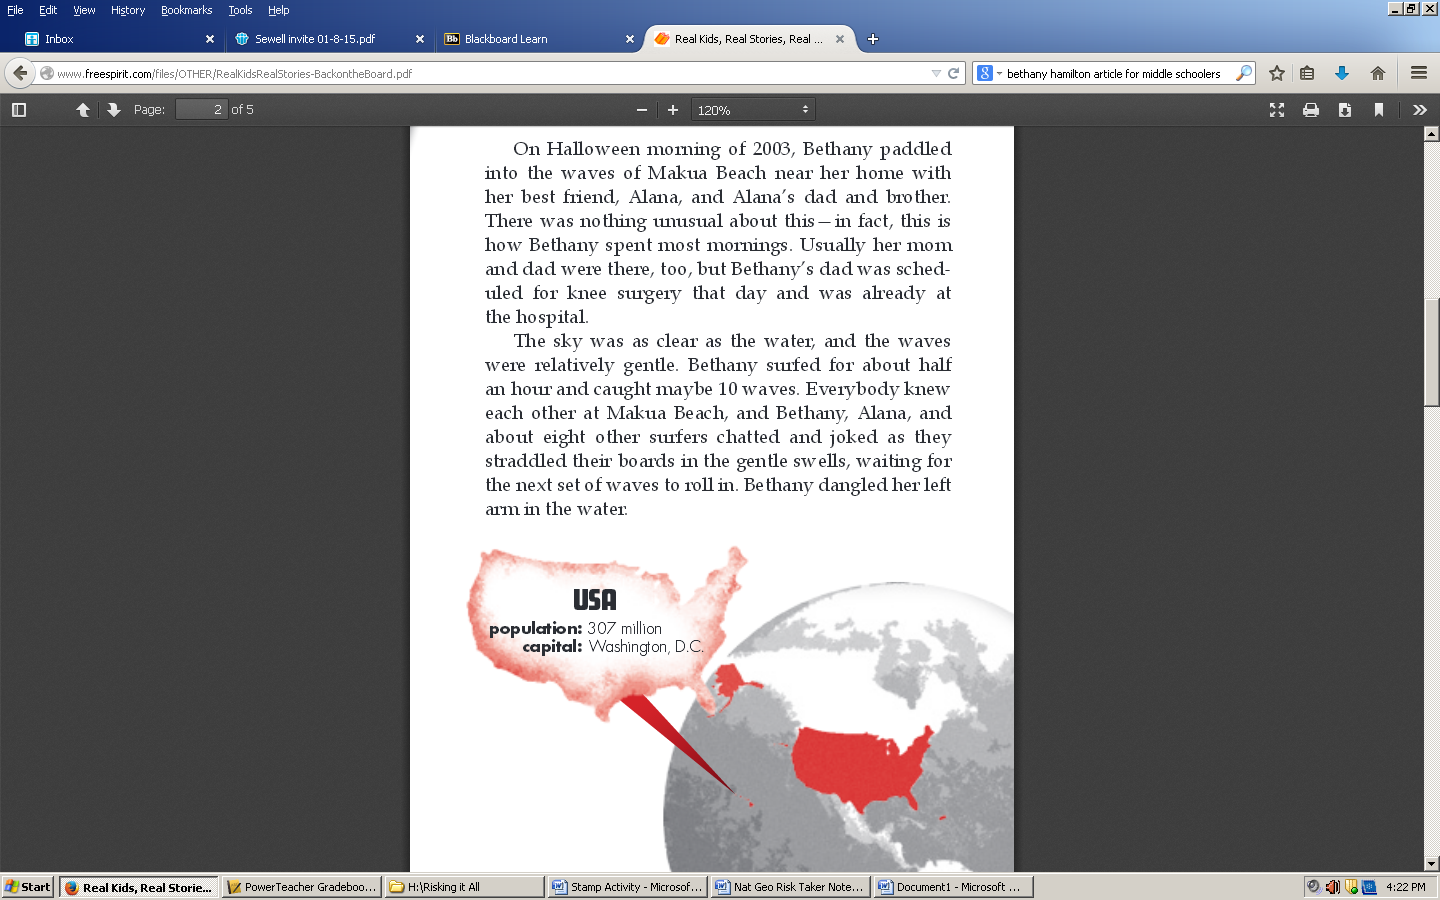 File Edit View History Bookmarks Tools Help
Inbox
Sewell invite 01-8-15.pdf
Bb Blackboard Learn
Real Kids, Real Stories, Real ...
www.freespirit.com/files/OTHER/RealKidsRealStories-BackontheBoard.pdf
bethany hamilton article for middle schoolers
Page: 2 of 5
120%
On Halloween morning of 2003, Bethany paddled
into the waves of Makua Beach near her home with
her best friend, Alana, and Alana's dad and brother.
There was nothing unusual about this—in fact, this is
how Bethany spent most mornings. Usually her mom
and dad were there, too, but Bethany's dad was sched-
uled for knee surgery that day and was already at
the hospital.
The sky was as clear as the water, and the waves
were relatively gentle. Bethany surfed for about half
an hour and caught maybe 10 waves. Everybody knew
each other at Makua Beach, and Bethany, Alana, and
about eight other surfers chatted and joked as they
straddled their boards in the gentle swells, waiting for
the next set of waves to roll in. Bethany dangled her left
arm in the water.
USA
population: 307 million
capital: Washington, D.C.
Start
Real Kids, Real Storie...
PowerTeacher Gradeboo...
H:\Risking it All
Stamp Activity - Microsof...
Nat Geo Risk Taker Note...
Document1 - Microsoft ...
4:22 PM